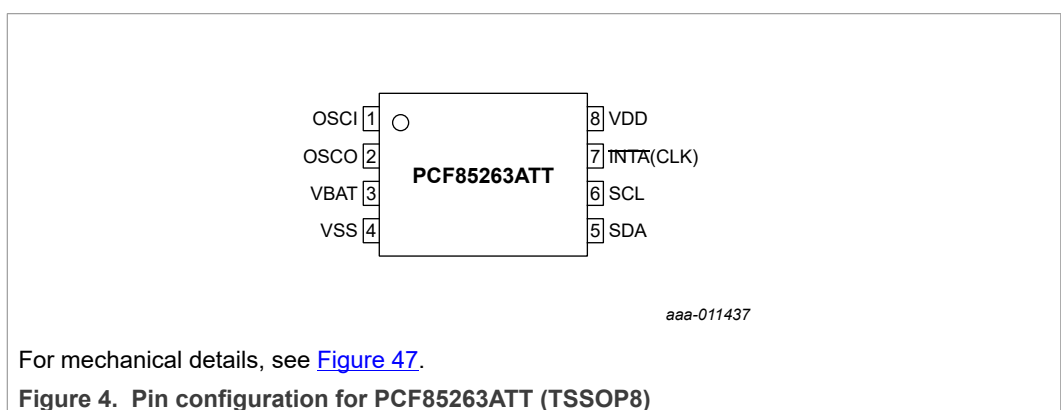 OSCI 1 8 VDD
OSCO 2 7 INTA(CLK)
PCF85263ATT
VBAT 3 6 SCL
VSS 4 5 SDA
aaa-011437
For mechanical details, see Figure 47.
Figure 4. Pin configuration for PCF85263ATT (TSSOP8)